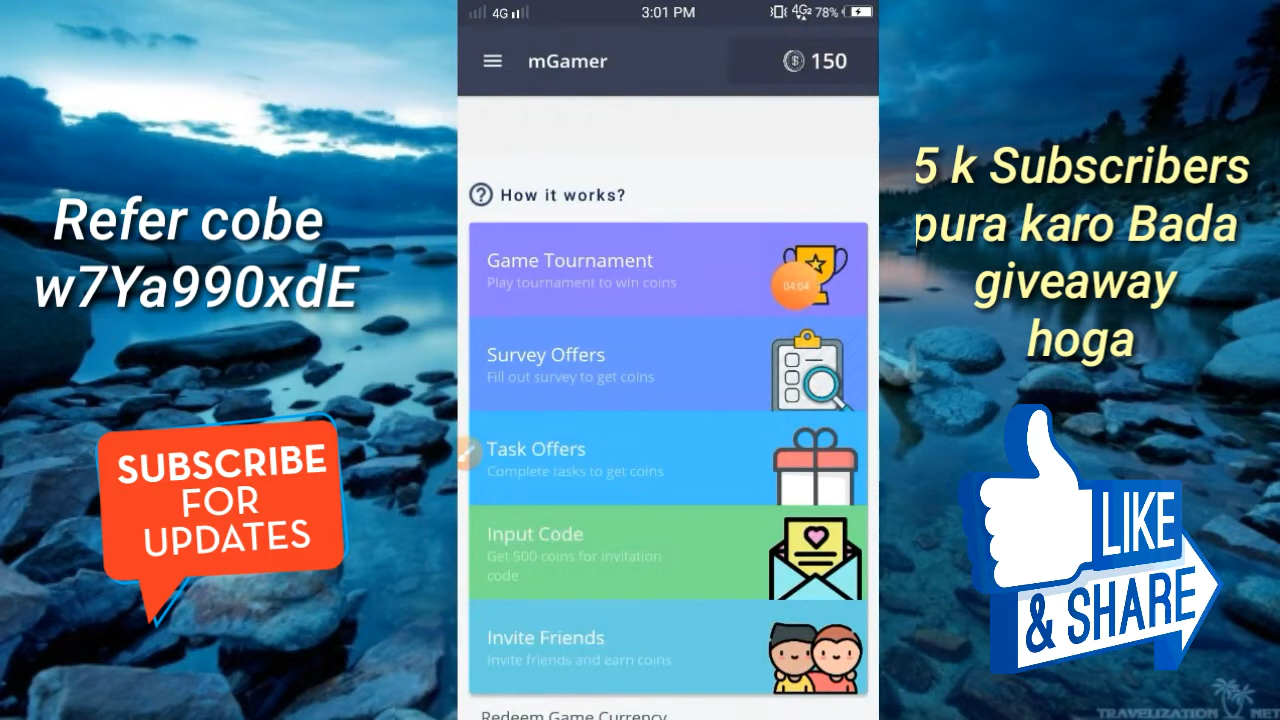 4G
3:01 PM
4G2 78%
mGamer
150
How it works?
Game Tournament
Play tournament to win coins
04:04
Survey Offers
Fill out survey to get coins
Task Offers
Complete tasks to get coins
Input Code
Get 500 coins for invitation
code
Invite Friends
Invite friends and earn coins
Redeem Game Currency
Refer cobe
w7Ya990xdE
SUBSCRIBE
FOR
UPDATES
5 k Subscribers
pura karo Bada
giveaway
hoga
LIKE
& SHARE
TRAVELIZATION.NET